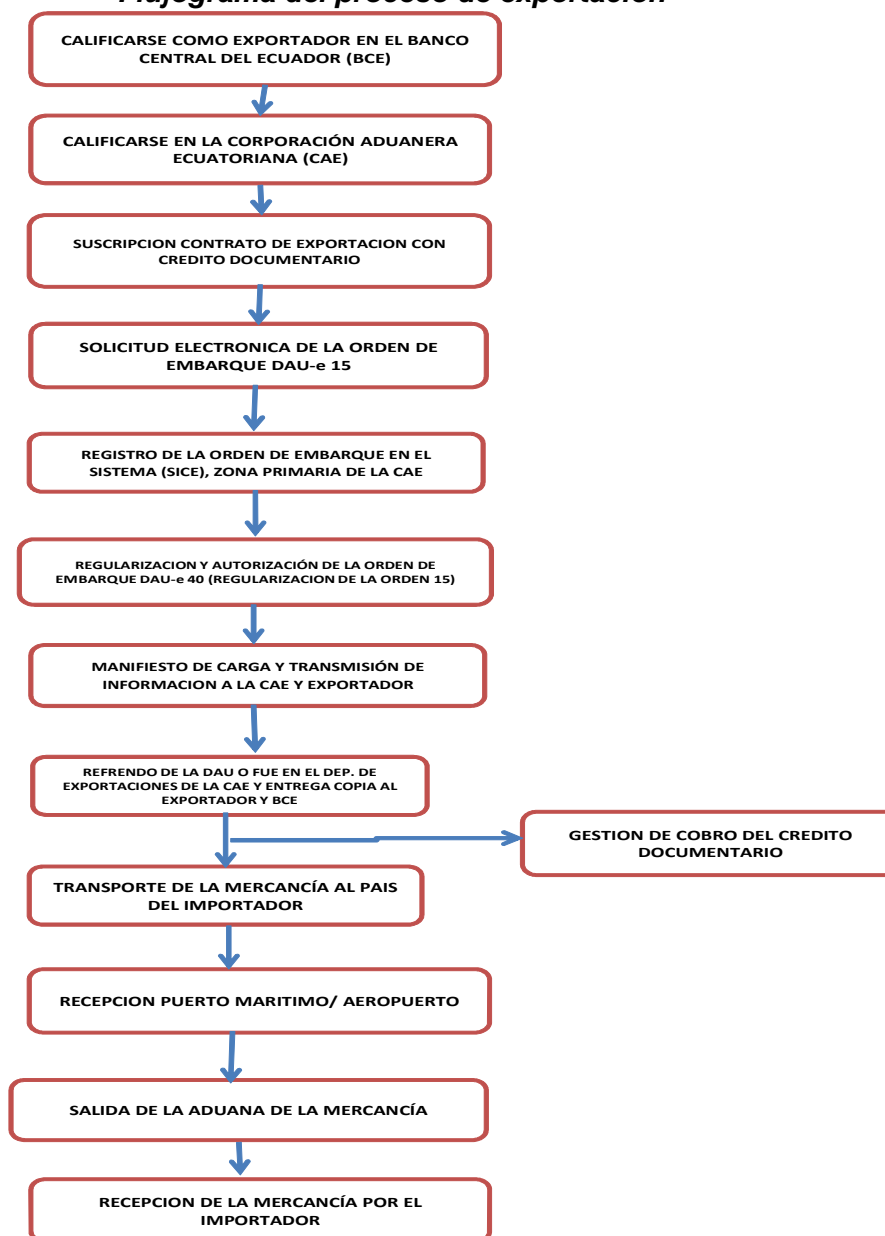 Flujograma del proceso de exportación
CALIFICARSE COMO EXPORTADOR EN EL BANCO
CENTRAL DEL ECUADOR (BCE)
CALIFICARSE EN LA CORPORACIÓN ADUANERA
ECUATORIANA (CAE)
SUSCRIPCION CONTRATO DE EXPORTACION CON
CREDITO DOCUMENTARIO
SOLICITUD ELECTRONICA DE LA ORDEN DE
EMBARQUE DAU-e 15
REGISTRO DE LA ORDEN DE EMBARQUE EN EL
SISTEMA (SICE), ZONA PRIMARIA DE LA CAE
REGULARIZACION Y AUTORIZACIÓN DE LA ORDEN DE
EMBARQUE DAU-e 40 (REGULARIZACION DE LA ORDEN 15)
MANIFIESTO DE CARGA Y TRANSMISIÓN DE
INFORMACION A LA CAE Y EXPORTADOR
REFRENDO DE LA DAU O FUE EN EL DEP. DE
EXPORTACIONES DE LA CAE Y ENTREGA COPIA AL
EXPORTADOR Y BCE
GESTION DE COBRO DEL CREDITO
DOCUMENTARIO
TRANSPORTE DE LA MERCANCÍA AL PAIS
DEL IMPORTADOR
RECEPCION PUERTO MARITIMO/ AEROPUERTO
SALIDA DE LA ADUANA DE LA MERCANCÍA
RECEPCION DE LA MERCANCÍA POR EL
IMPORTADOR